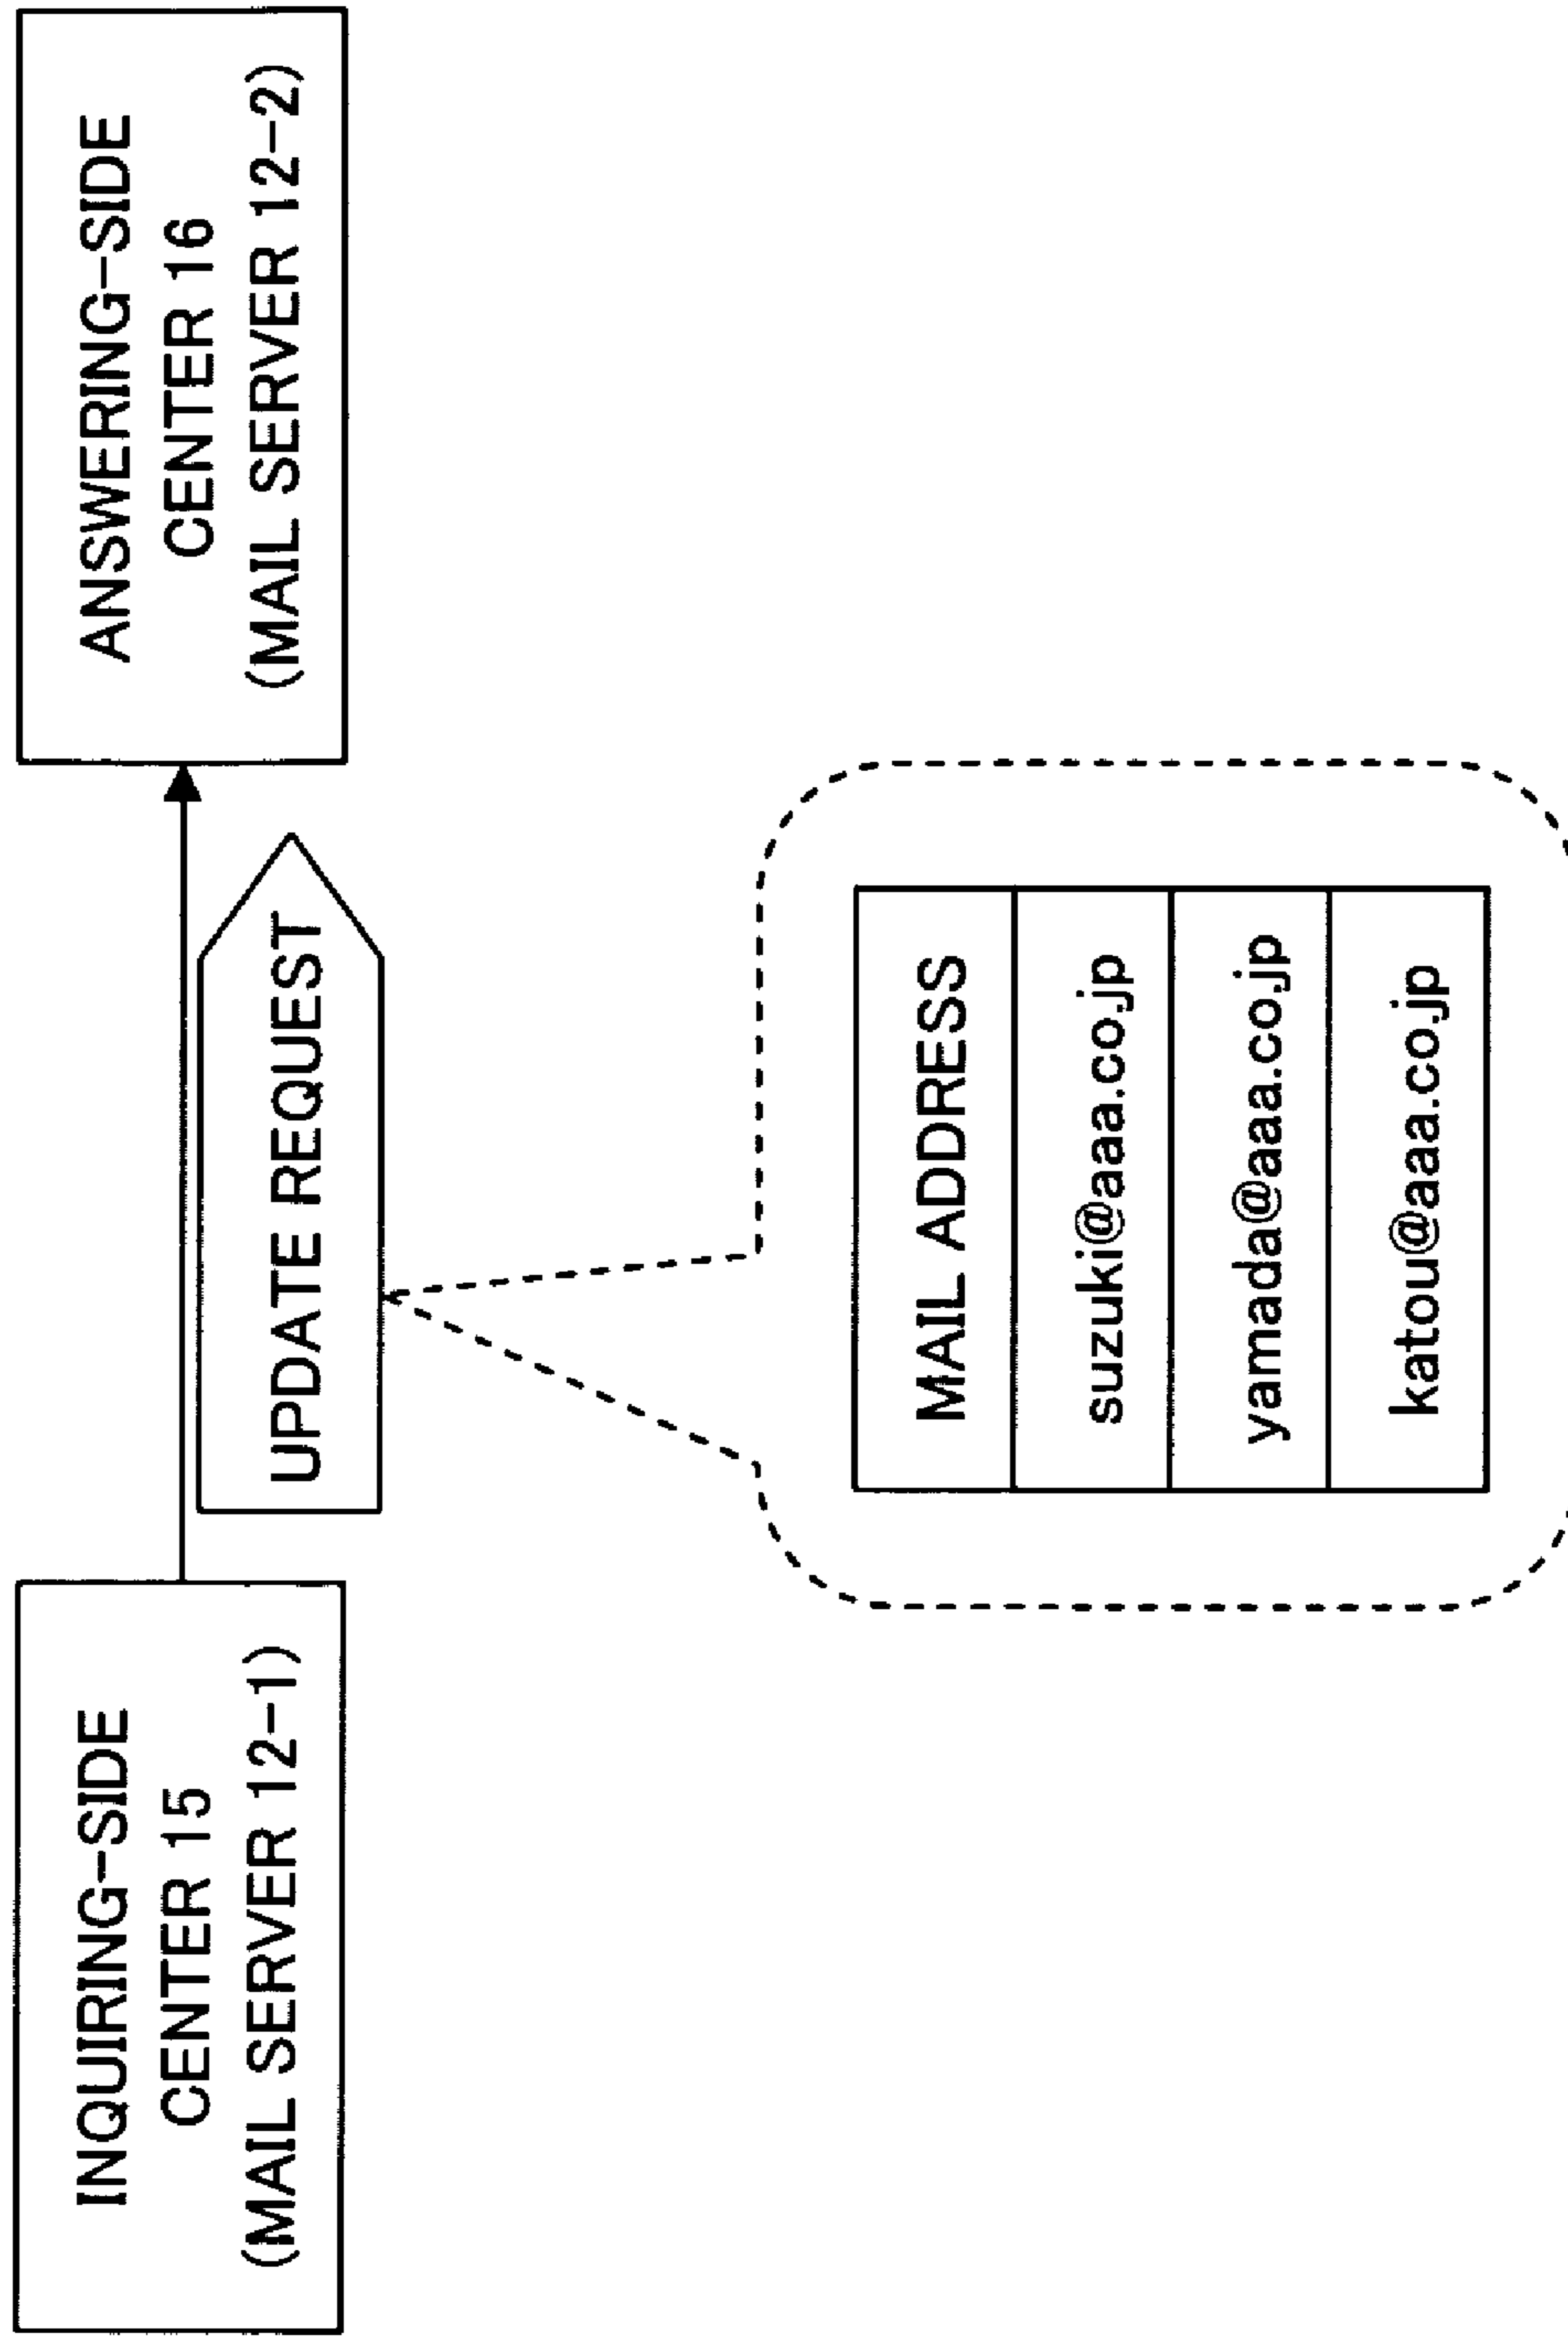 INQUIRING-SIDE
CENTER 15
(MAIL SERVER 12-1)
UPDATE REQUEST
ANSWERING-SIDE
CENTER 16
(MAIL SERVER 12-2)
MAIL ADDRESS
suzuki@aaa.co.jp
yamada@aaa.co.jp
katou@aaa.co.jp